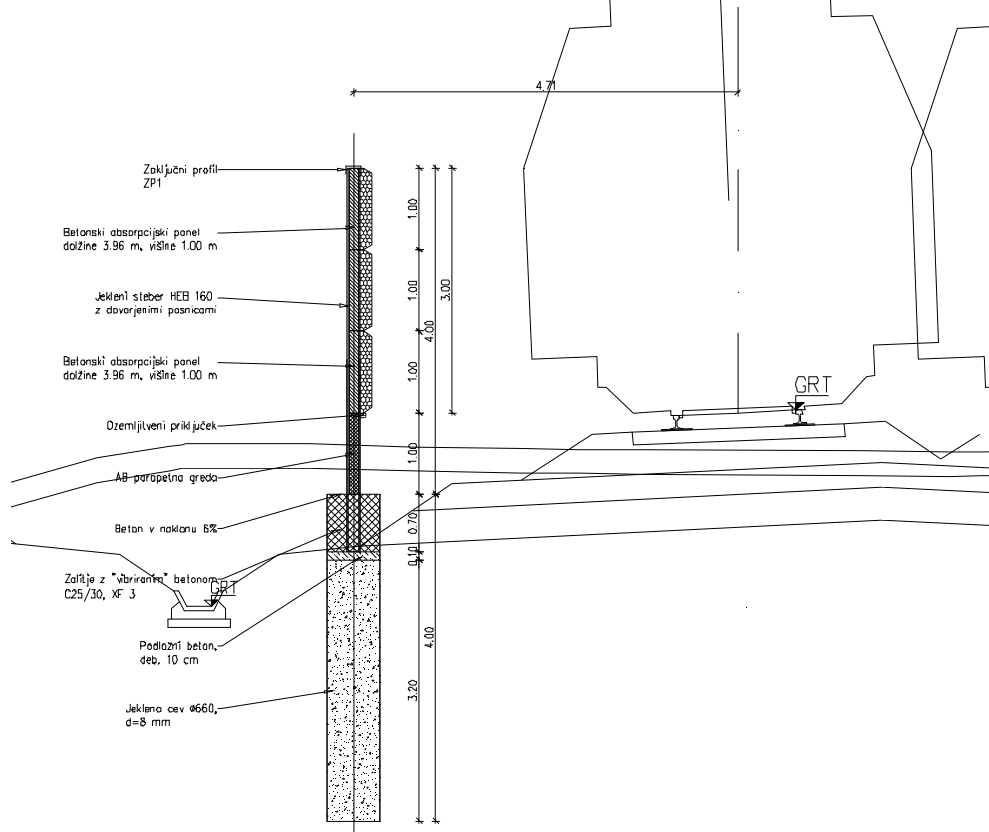 4.71
Zaključni profil
ZP1
Betonski absorpcijski panel
dolžine 3.96 m, višine 1.00 m
Jekleni steber HEB 160
z dovarjenimi pasnicami
Betonski absorpcijski panel
dolžine 3.96 m, višine 1.00 m
Ozemljitveni priključek
AB parapetna greda
Beton v naklonu 6%
Zalitje z "vibriranim" betonom
C25/30, XF 3
Podložni beton,
deb. 10 cm
Jeklena cev ø660,
d=8 mm
1.00
1.00
1.00
1.00
0.70
0.10
3.20
4.00
4.00
3.00
GRT
GRT